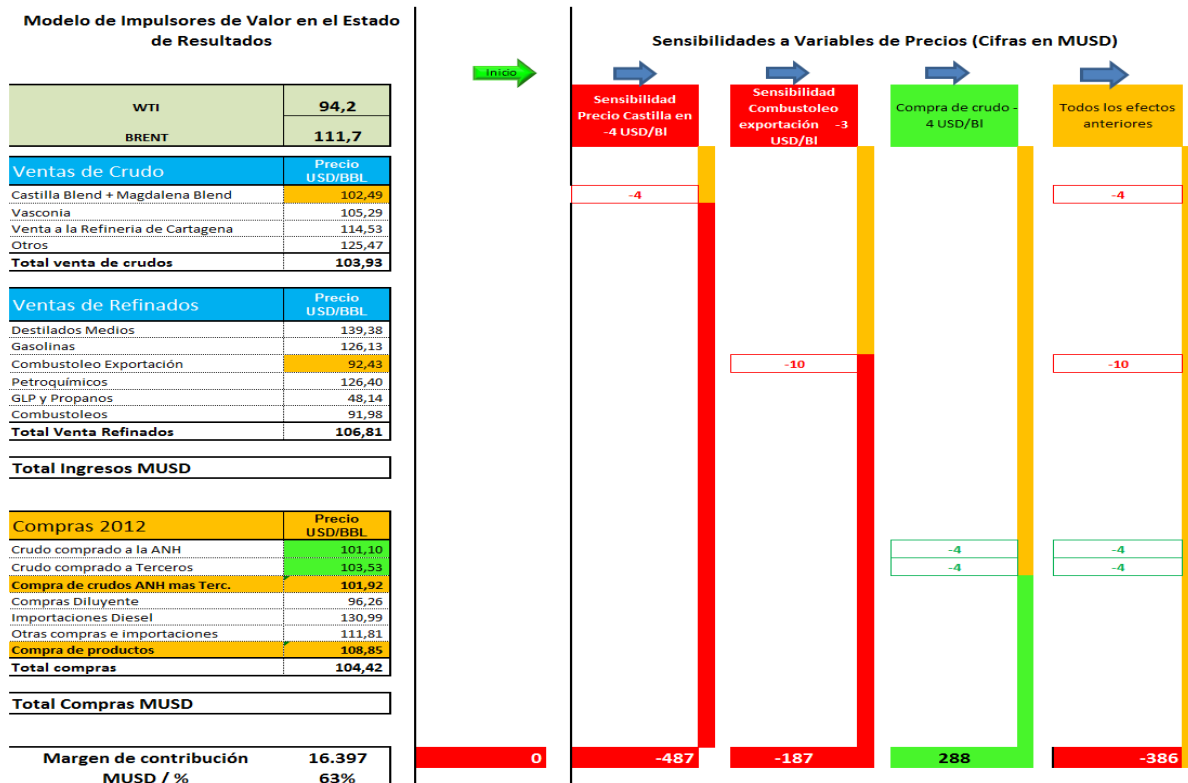 Modelo de Impulsores de Valor en el Estado
de Resultados
Sensibilidades a Variables de Precios (Cifras en MUSD)
Inicio
WTI 94,2
BRENT 111,7
Sensibilidad
Precio Castilla en
-4 USD/Bl
Sensibilidad
Combustoleo
exportación -3
USD/Bl
Compra de crudo -
4 USD/Bl
Todos los efectos
anteriores
Ventas de Crudo Precio
USD/BBL
Castilla Blend + Magdalena Blend 102,49 -4 -4
Vasconia 105,29
Venta a la Refineria de Cartagena 114,53
Otros 125,47
Total venta de crudos 103,93
Ventas de Refinados Precio
USD/BBL
Destilados Medios 139,38
Gasolinas 126,13
Combustoleo Exportación 92,43 -10 -10
Petroquímicos 126,40
GLP y Propanos 48,14
Combustoleos 91,98
Total Venta Refinados 106,81
Total Ingresos MUSD
Compras 2012 Precio
USD/BBL
Crudo comprado a la ANH 101,10 -4 -4
Crudo comprado a Terceros 103,53 -4 -4
Compra de crudos ANH mas Terc. 101,92
Compras Diluyente 96,26
Importaciones Diesel 130,99
Otras compras e importaciones 111,81
Compra de productos 108,85
Total compras 104,42
Total Compras MUSD
Margen de contribución 16.397 0 -487 -187 288 -386
MUSD / % 63%